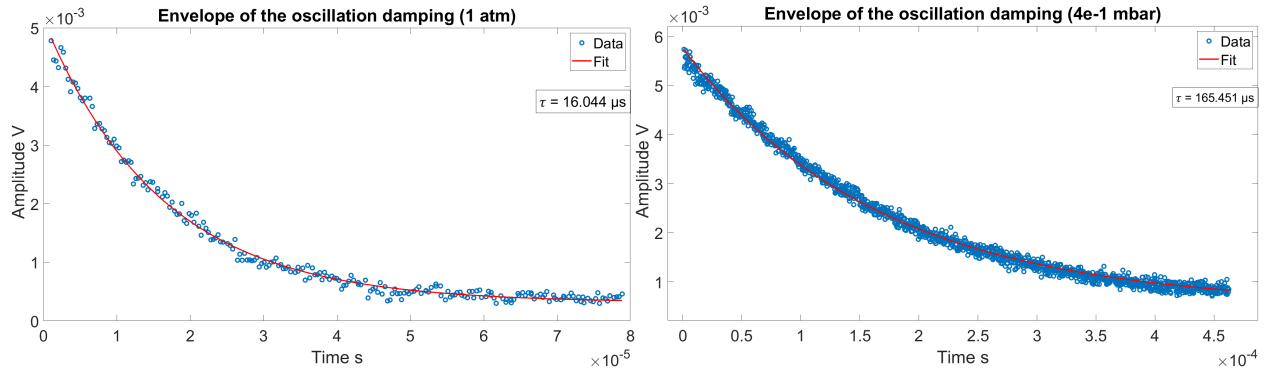 Envelope of the oscillation damping (1 atm)
×10⁻³
5
4
3
2
1
0
Amplitude V
0 1 2 3 4 5 6 7 8
Time s
×10⁻⁵
Data
Fit
τ = 16.044 μs
Envelope of the oscillation damping (4e-1 mbar)
×10⁻³
6
5
4
3
2
1
Amplitude V
0 0.5 1 1.5 2 2.5 3 3.5 4 4.5
Time s
×10⁻⁴
Data
Fit
τ = 165.451 μs